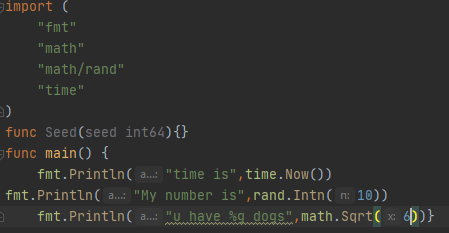 import (
    "fmt"
    "math"
    "math/rand"
    "time"
)
func Seed(seed int64){}
func main() {
    fmt.Println( a...: "time is",time.Now())
fmt.Println( a...: "My number is",rand.Intn( n: 10))
    fmt.Println( a...: "u have %g dogs",math.Sqrt( x: 6))}